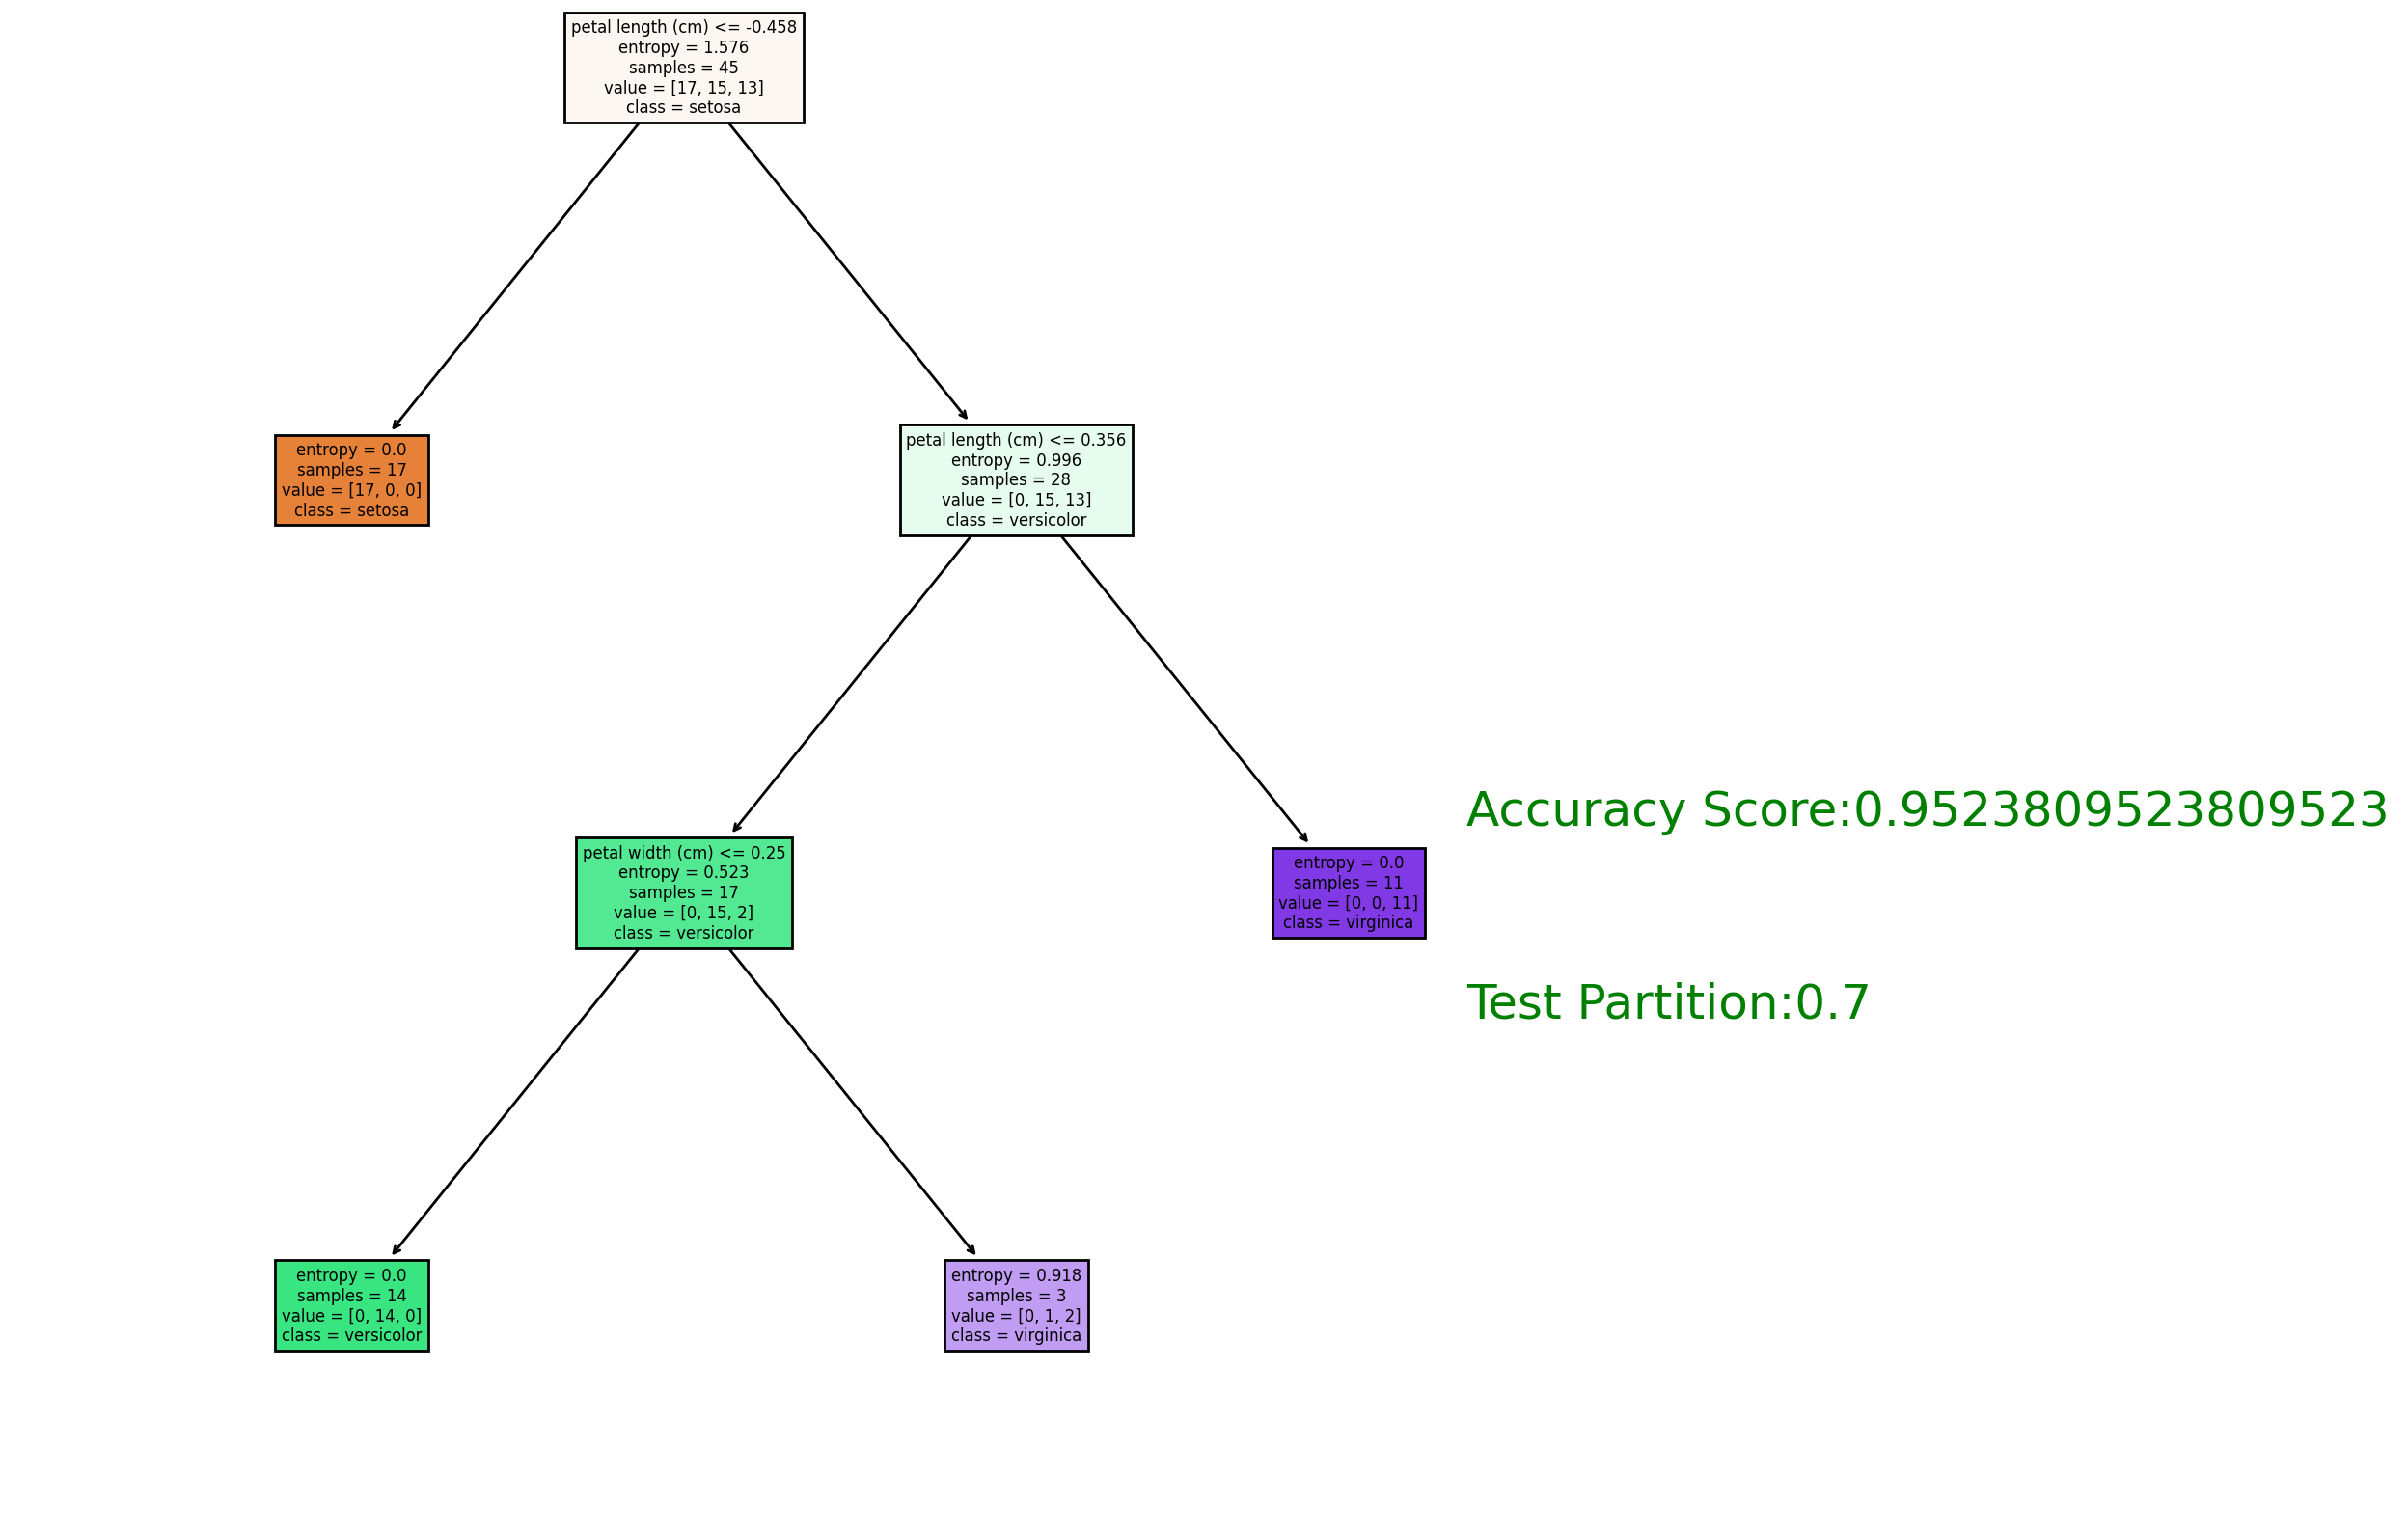 petal length (cm) <= -0.458
entropy = 1.576
samples = 45
value = [17, 15, 13]
class = setosa
entropy = 0.0
samples = 17
value = [17, 0, 0]
class = setosa
petal length (cm) <= 0.356
entropy = 0.996
samples = 28
value = [0, 15, 13]
class = versicolor
petal width (cm) <= 0.25
entropy = 0.523
samples = 17
value = [0, 15, 2]
class = versicolor
entropy = 0.0
samples = 11
value = [0, 0, 11]
class = virginica
Accuracy Score:0.9523809523809523
Test Partition:0.7
entropy = 0.0
samples = 14
value = [0, 14, 0]
class = versicolor
entropy = 0.918
samples = 3
value = [0, 1, 2]
class = virginica